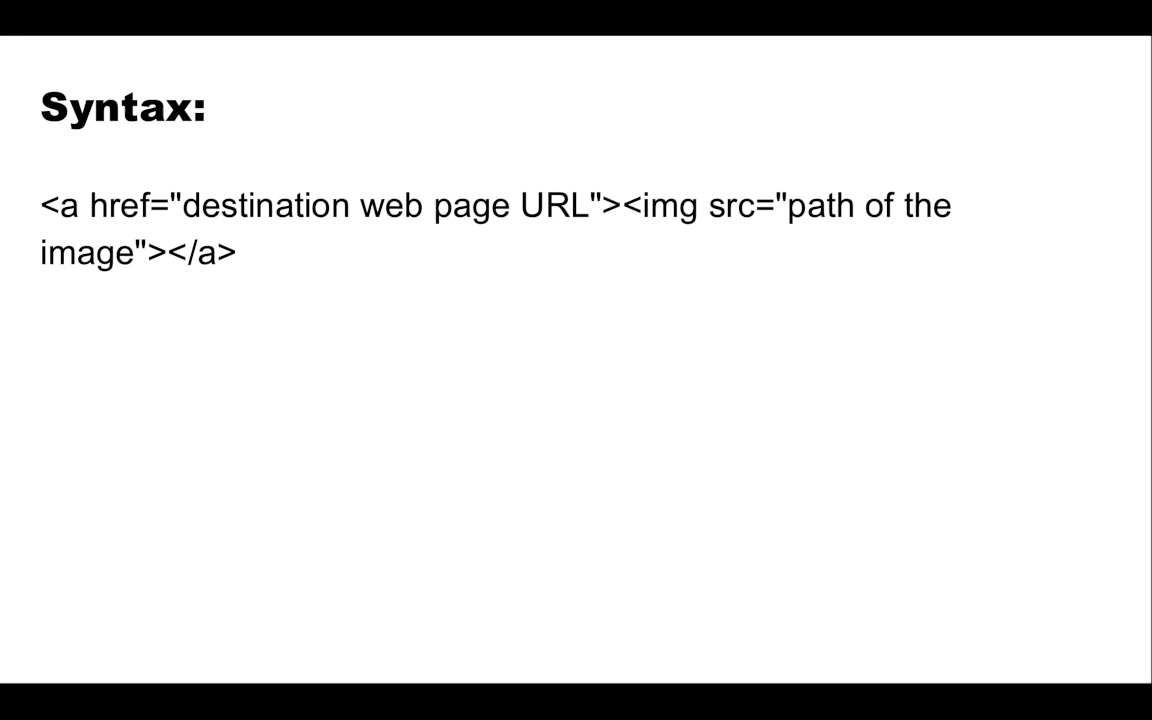 Syntax:
<a href="destination web page URL"><img src="path of the
image"></a>